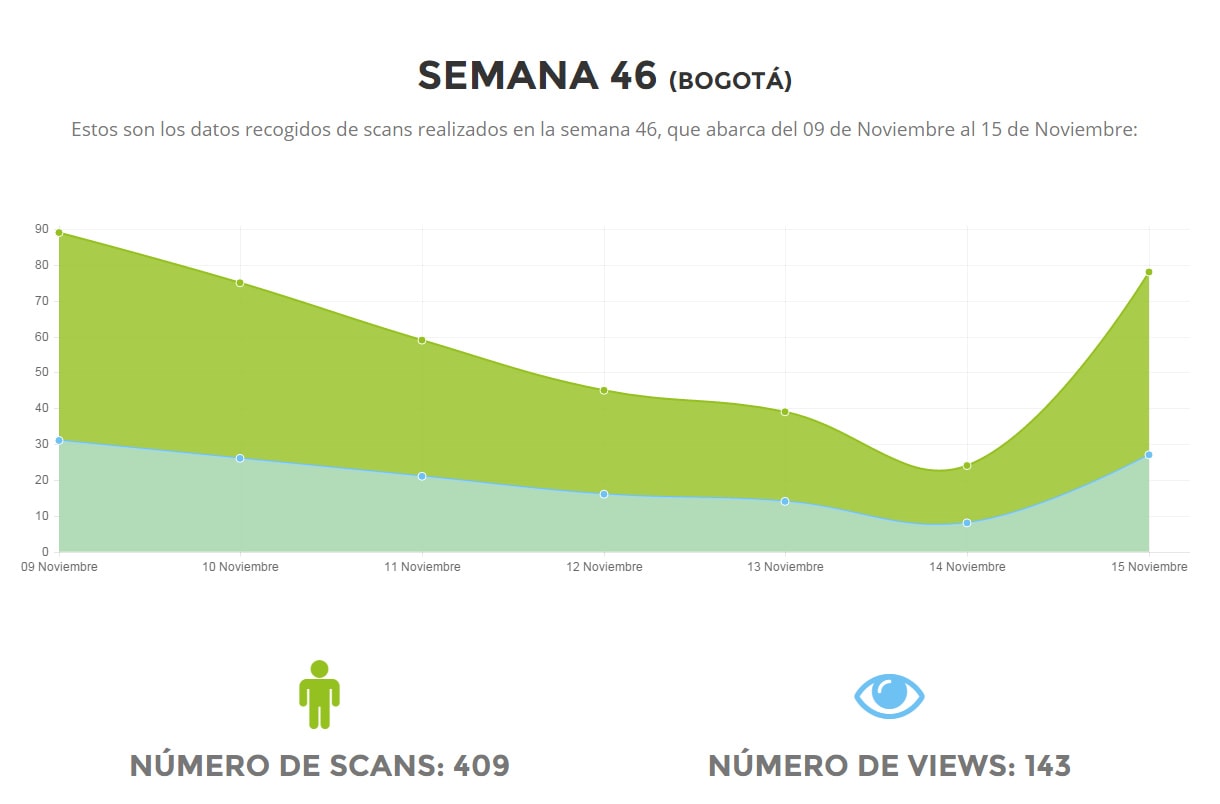 SEMANA 46 (BOGOTÁ)
Estos son los datos recogidos de scans realizados en la semana 46, que abarca del 09 de Noviembre al 15 de Noviembre:
90
80
70
60
50
40
30
20
10
0
09 Noviembre 10 Noviembre 11 Noviembre 12 Noviembre 13 Noviembre 14 Noviembre 15 Noviembre
NÚMERO DE SCANS: 409
NÚMERO DE VIEWS: 143